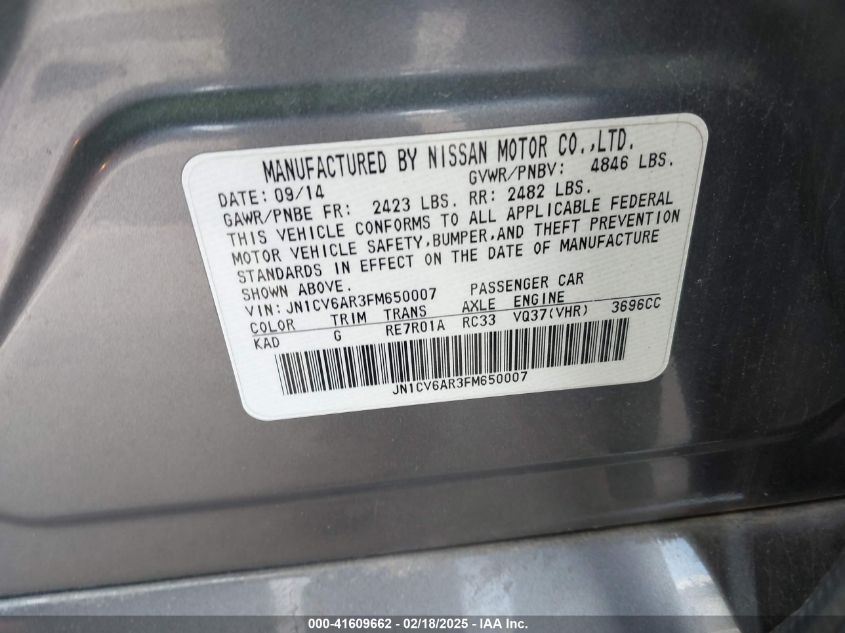 MANUFACTURED BY NISSAN MOTOR CO.,LTD.
DATE: 09/14 GVWR/PNBV: 4846 LBS.
GAWR/PNBE FR: 2423 LBS. RR: 2482 LBS.
THIS VEHICLE CONFORMS TO ALL APPLICABLE FEDERAL
MOTOR VEHICLE SAFETY,BUMPER,AND THEFT PREVENTION
STANDARDS IN EFFECT ON THE DATE OF MANUFACTURE
SHOWN ABOVE.
VIN: JN1CV6AR3FM650007 PASSENGER CAR
COLOR TRIM TRANS AXLE ENGINE
KAD G RE7R01A RC33 VQ37(VHR) 3696CC
JN1CV6AR3FM650007
000-41609662 - 02/18/2025 - IAA Inc.